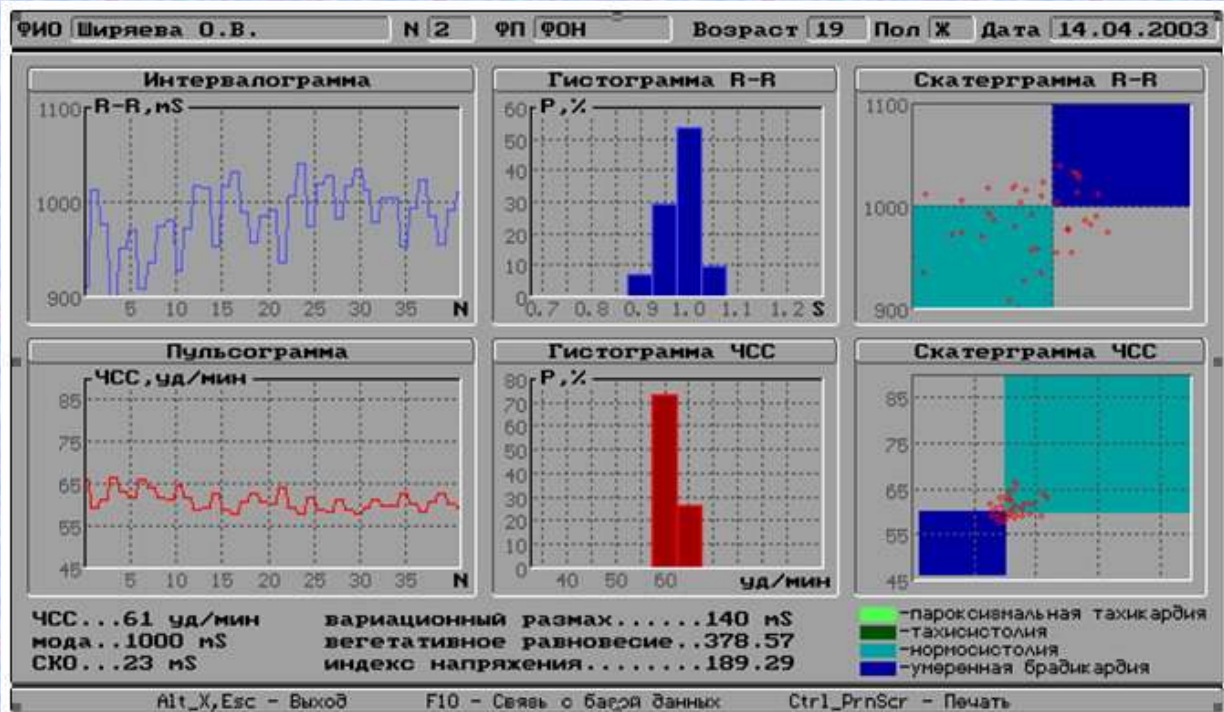 ФИО Ширяева О.В. N 2 ФП ФОН Возраст 19 Пол Ж Дата 14.04.2003
Интервалограмма
R-R,mS
1100
1000
900
5 10 15 20 25 30 35 N
Гистограмма R-R
P,%
60
50
40
30
20
10
0
0.7 0.8 0.9 1.0 1.1 1.2 S
Скатерграмма R-R
1100
1000
900
Пульсограмма
ЧСС,уд/мин
85
75
65
55
45
5 10 15 20 25 30 35 N
Гистограмма ЧСС
P,%
80
70
60
50
40
30
20
10
0
40 50 60 уд/мин
Скатерграмма ЧСС
85
75
65
55
45
ЧСС...61 уд/мин вариационный размах......140 mS
мода..1000 mS вегетативное равновесие..378.57
СКО...23 mS индекс напряжения........189.29
-пароксизмальная тахикардия
-тахисистолия
-нормосистолия
-умеренная брадикардия
Alt_X,Esc - Выход F10 - Связь с базой данных Ctrl_PrnScr - Печать